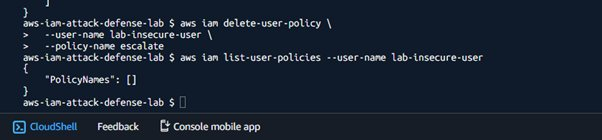 ]
}
aws-iam-attack-defense-lab $ aws iam delete-user-policy \
>   --user-name lab-insecure-user \
>   --policy-name escalate
aws-iam-attack-defense-lab $ aws iam list-user-policies --user-name lab-insecure-user
{
    "PolicyNames": []
}
aws-iam-attack-defense-lab $
CloudShell Feedback Console mobile app